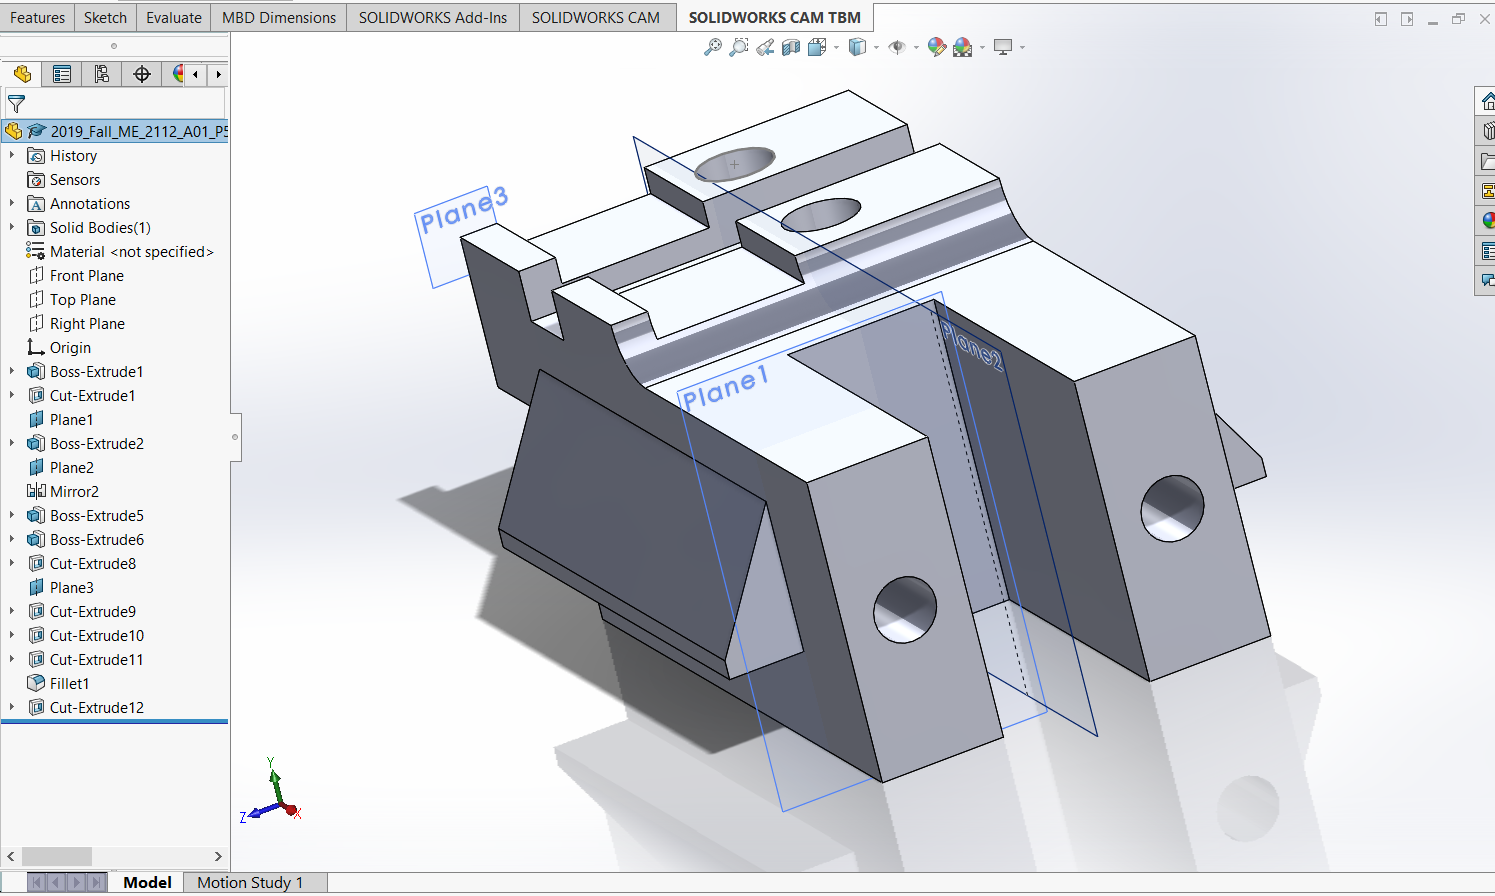 Features Sketch Evaluate MBD Dimensions SOLIDWORKS Add-Ins SOLIDWORKS CAM SOLIDWORKS CAM TBM
2019_Fall_ME_2112_A01_P5
History
Sensors
A Annotations
Solid Bodies(1)
Material <not specified>
Front Plane
Top Plane
Right Plane
Origin
Boss-Extrude1
Cut-Extrude1
Plane1
Boss-Extrude2
Plane2
Mirror2
Boss-Extrude5
Boss-Extrude6
Cut-Extrude8
Plane3
Cut-Extrude9
Cut-Extrude10
Cut-Extrude11
Fillet1
Cut-Extrude12
Plane3
Plane2
Plane1
Y
Z X
Model Motion Study 1